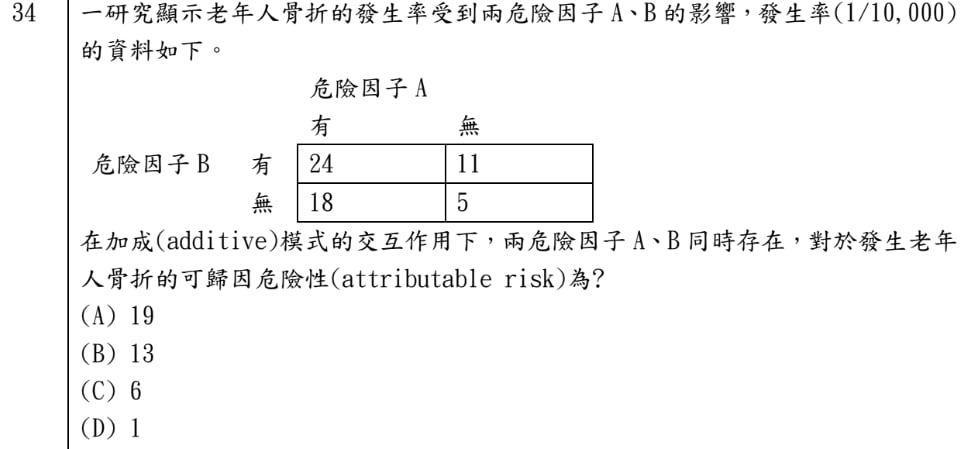 34 一研究顯示老年人骨折的發生率受到兩危險因子 A、B 的影響，發生率(1/10,000)
的資料如下。
危險因子 A
有 無
危險因子 B 有 24 11
無 18 5
在加成(additive)模式的交互作用下，兩危險因子 A、B 同時存在，對於發生老年
人骨折的可歸因危險性(attributable risk)為?
(A) 19
(B) 13
(C) 6
(D) 1